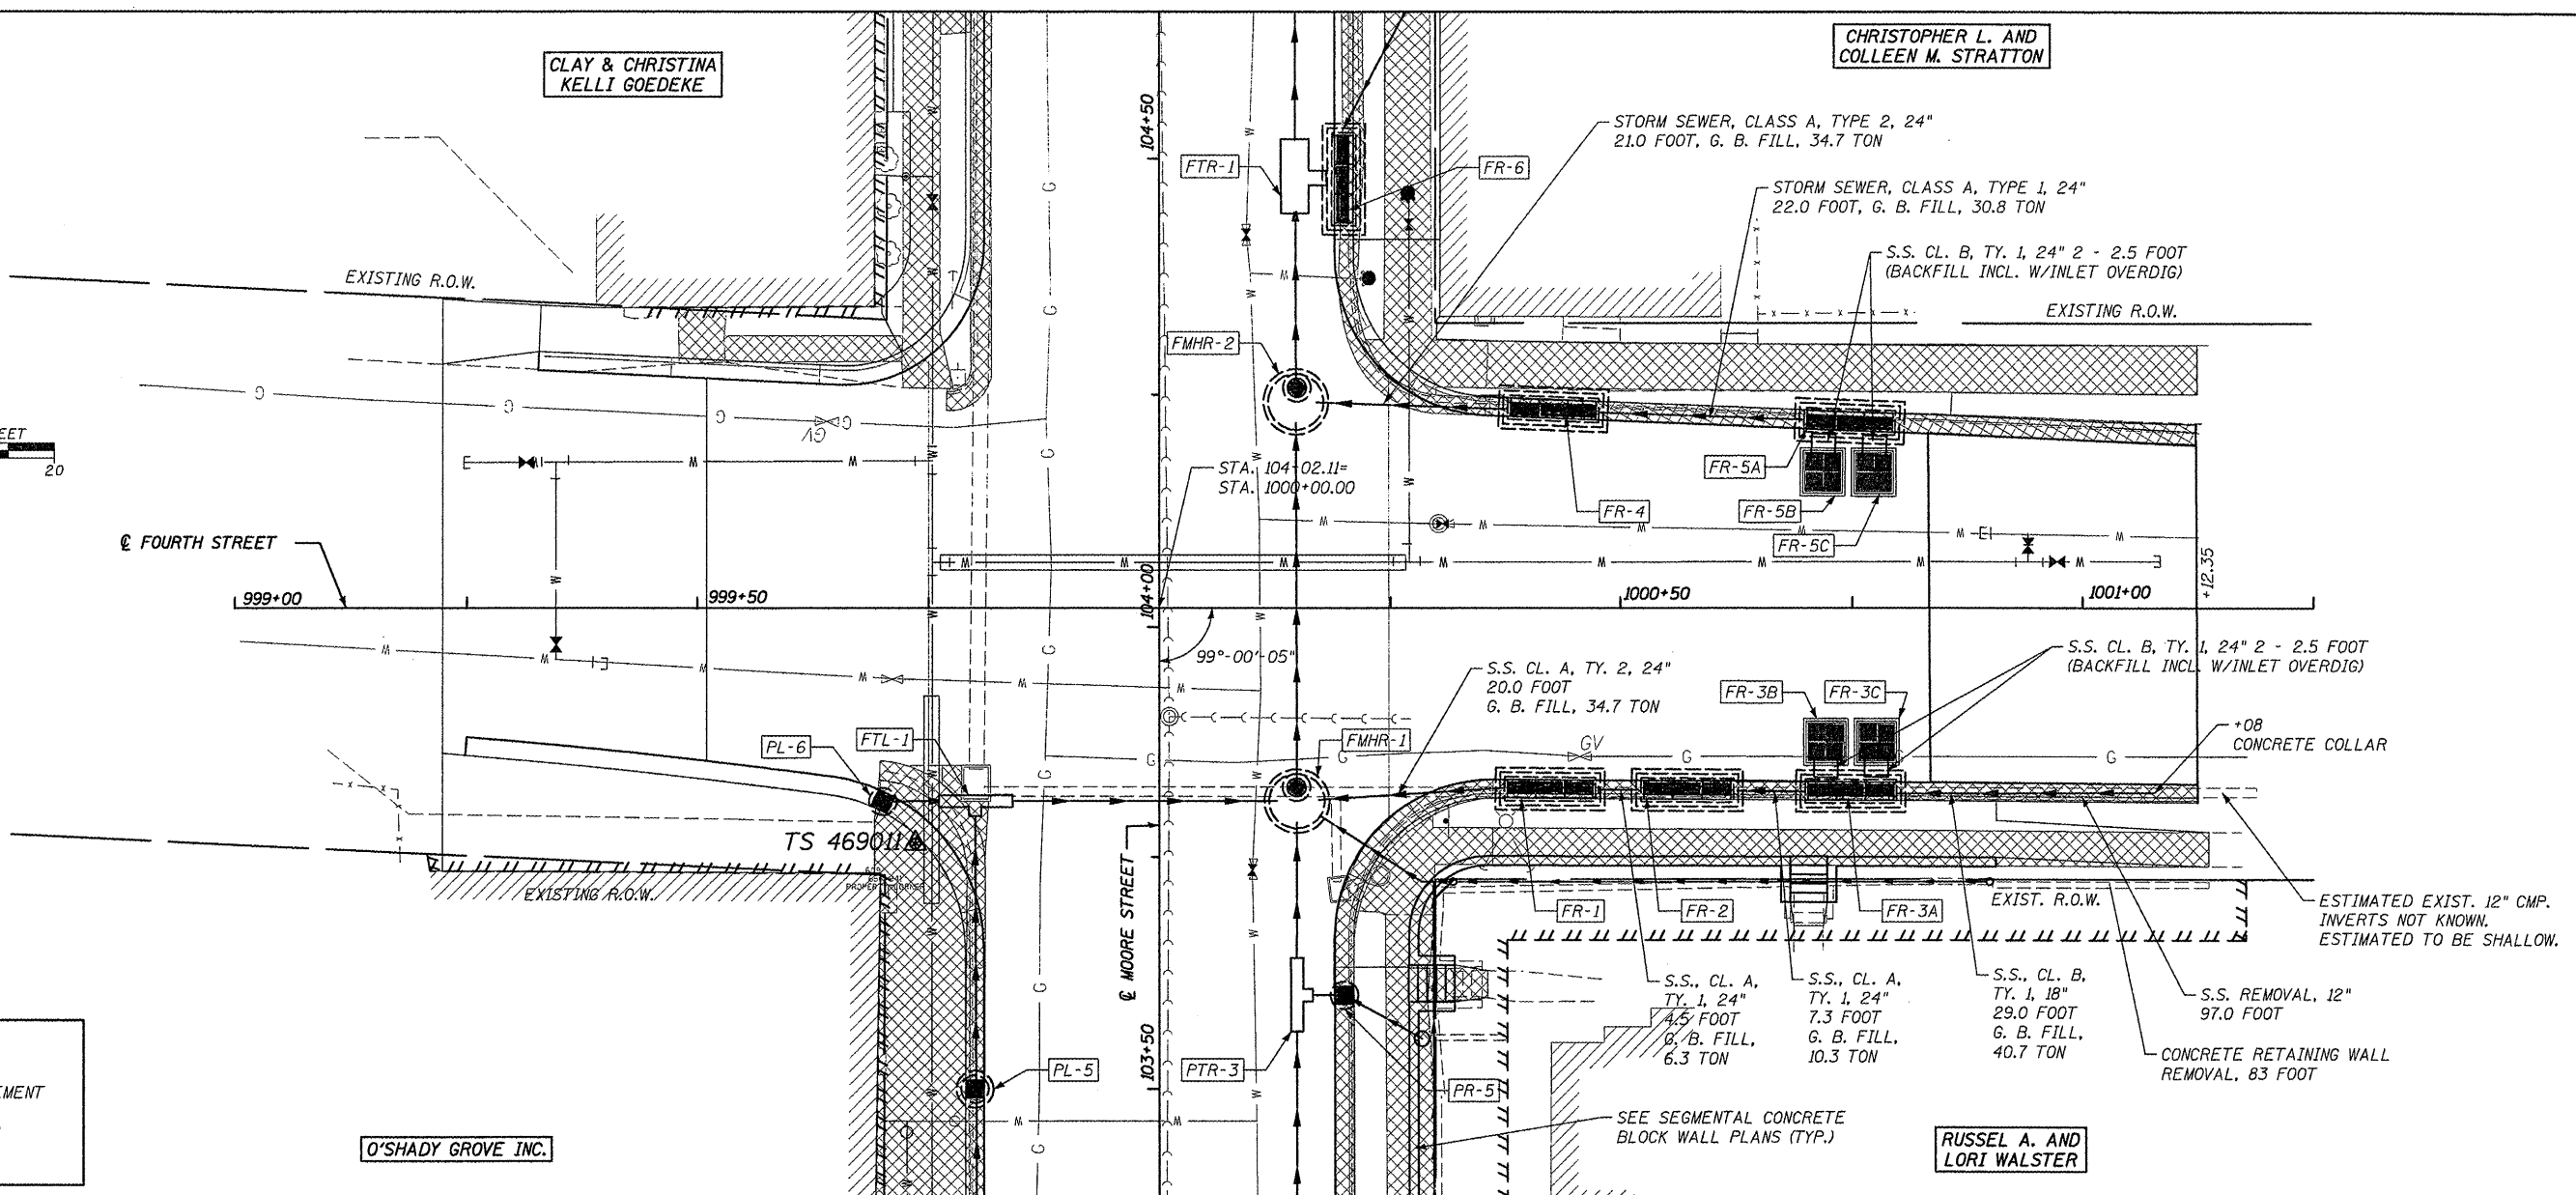 CLAY & CHRISTINA
KELLI GOEDEKE
CHRISTOPHER L. AND
COLLEEN M. STRATTON
104+50
STORM SEWER, CLASS A, TYPE 2, 24"
21.0 FOOT, G. B. FILL, 34.7 TON
FTR-1
FR-6
STORM SEWER, CLASS A, TYPE 1, 24"
22.0 FOOT, G. B. FILL, 30.8 TON
S.S. CL. B, TY. 1, 24" 2 - 2.5 FOOT
(BACKFILL INCL. W/INLET OVERDIG)
EXISTING R.O.W.
EXISTING R.O.W.
FMHR-2
GV
20
STA. 104+02.11=
STA. 1000+00.00
FR-5A
FR-4
FR-5B
FR-5C
℄ FOURTH STREET
999+00
999+50
104+00
1000+50
1001+00
+12.35
99°-00'-05"
S.S. CL. A, TY. 2, 24"
20.0 FOOT
G. B. FILL, 34.7 TON
S.S. CL. B, TY. 1, 24" 2 - 2.5 FOOT
(BACKFILL INCL. W/INLET OVERDIG)
FR-3B
FR-3C
PL-6
FTL-1
FMHR-1
GV
+08
CONCRETE COLLAR
TS 469011
EXISTING R.O.W.
℄ MOORE STREET
FR-1
FR-2
FR-3A
EXIST. R.O.W.
ESTIMATED EXIST. 12" CMP.
INVERTS NOT KNOWN.
ESTIMATED TO BE SHALLOW.
S.S., CL. A,
TY. 1, 24"
4.5 FOOT
G. B. FILL,
6.3 TON
S.S., CL. A,
TY. 1, 24"
7.3 FOOT
G. B. FILL,
10.3 TON
S.S., CL. B,
TY. 1, 18"
29.0 FOOT
G. B. FILL,
40.7 TON
S.S. REMOVAL, 12"
97.0 FOOT
CONCRETE RETAINING WALL
REMOVAL, 83 FOOT
103+50
PL-5
PTR-3
PR-5
SEE SEGMENTAL CONCRETE
BLOCK WALL PLANS (TYP.)
O'SHADY GROVE INC.
RUSSEL A. AND
LORI WALSTER